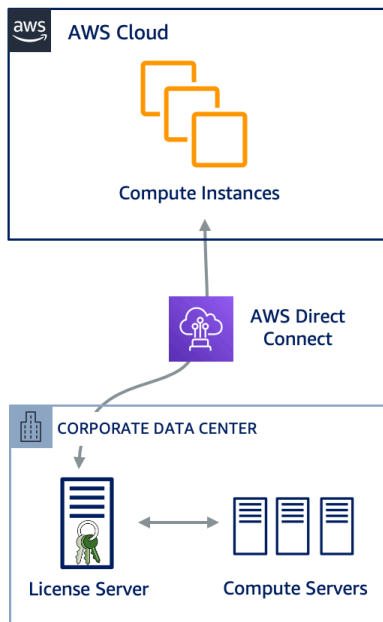 aws
AWS Cloud
Compute Instances
AWS Direct
Connect
CORPORATE DATA CENTER
License Server
Compute Servers